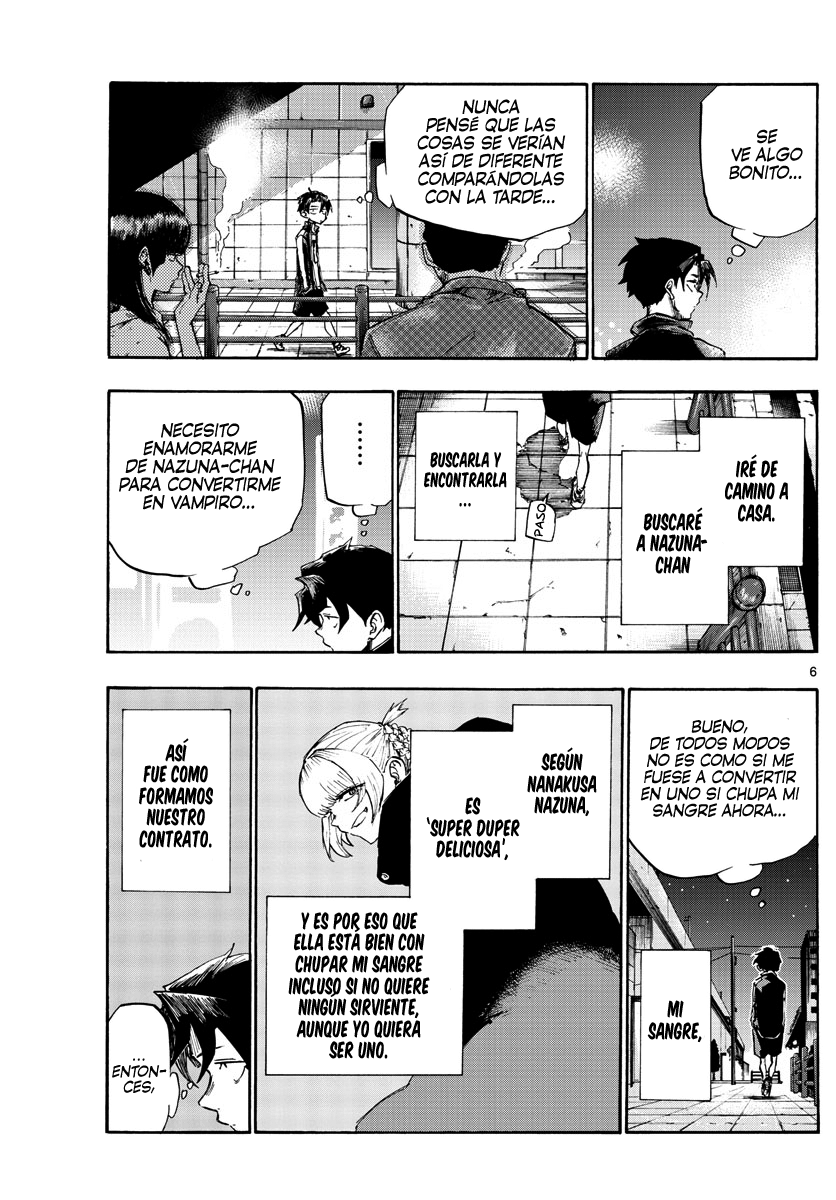 SE
VE ALGO
BONITO...
NUNCA
PENSÉ QUE LAS
COSAS SE VERÍAN
ASÍ DE DIFERENTE
COMPARÁNDOLAS
CON LA TARDE...
IRÉ DE
CAMINO A
CASA.
BUSCARÉ
A NAZUNA-
CHAN
BUSCARLA Y
ENCONTRARLA
...
PASO
......
NECESITO
ENAMORARME
DE NAZUNA-CHAN
PARA CONVERTIRME
EN VAMPIRO...
6
BUENO,
DE TODOS MODOS
NO ES COMO SI ME
FUESE A CONVERTIR
EN UNO SI CHUPA MI
SANGRE AHORA...
MI
SANGRE,
SEGÚN
NANAKUSA
NAZUNA,
ES
'SUPER DUPER
DELICIOSA',
Y ES POR ESO QUE
ELLA ESTÁ BIEN CON
CHUPAR MI SANGRE
INCLUSO SI NO QUIERE
NINGÚN SIRVIENTE,
AUNQUE YO QUIERA
SER UNO.
ASÍ
FUE COMO
FORMAMOS
NUESTRO
CONTRATO.
...
ENTON-
CES,